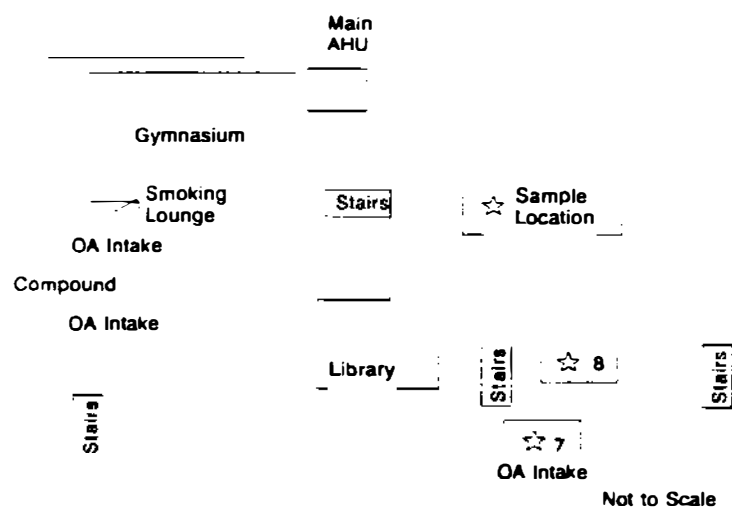 Main
AHU
Gymnasium
Smoking
Lounge
Stairs
☆ Sample
Location
OA Intake
Compound
OA Intake
Library
Stairs
☆ 8
Stairs
Stairs
☆ 7
OA Intake
Not to Scale